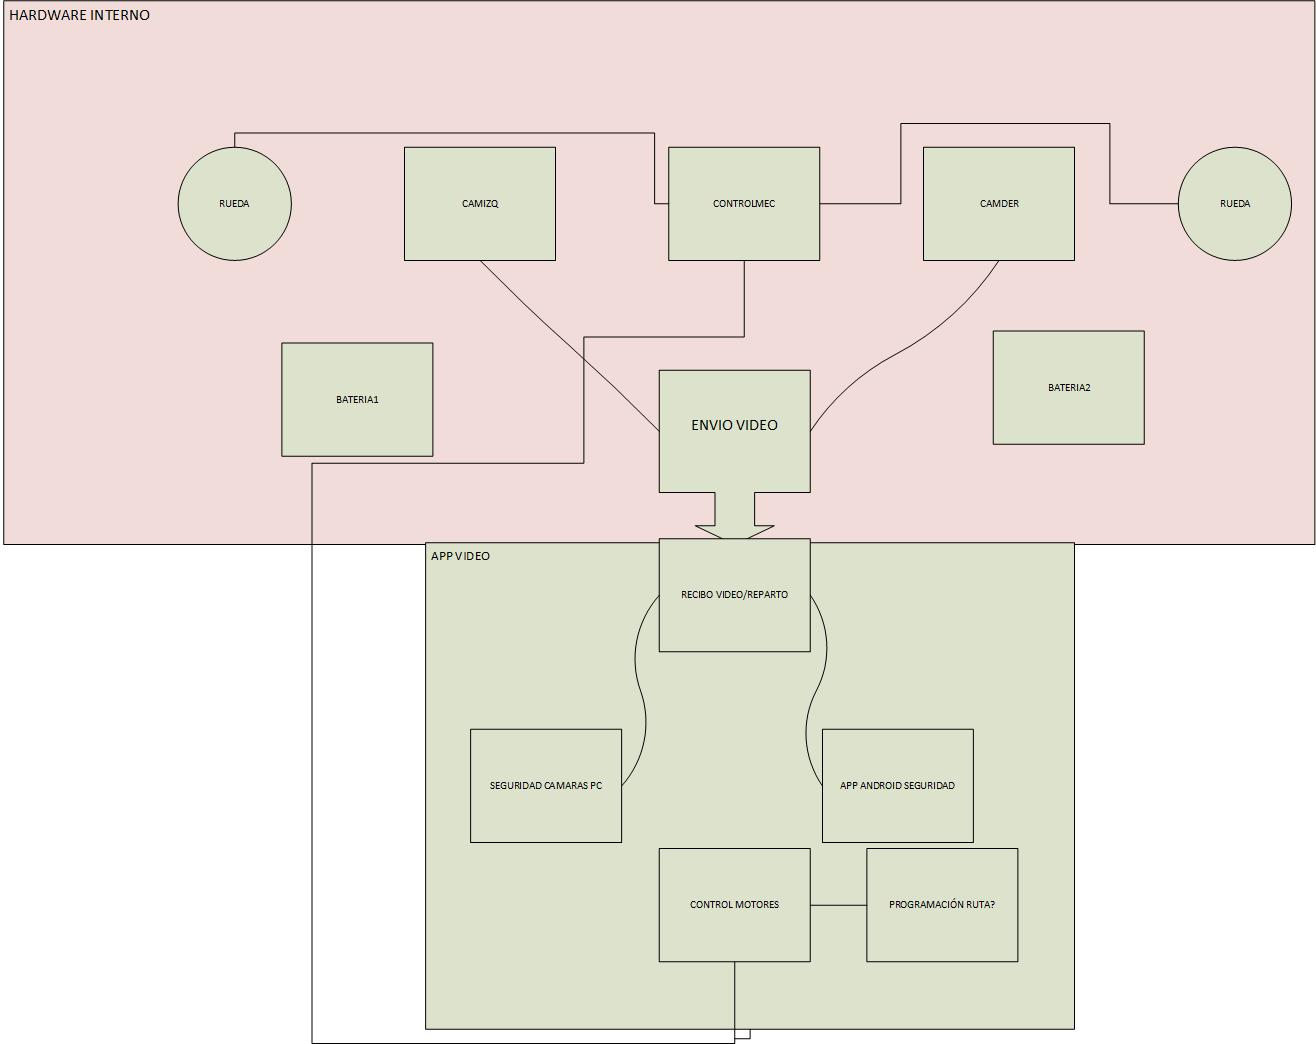 HARDWARE INTERNO
RUEDA
CAMIZQ
CONTROLMEC
CAMDER
RUEDA
BATERIA1
BATERIA2
ENVIO VIDEO
APP VIDEO
RECIBO VIDEO/REPARTO
SEGURIDAD CAMARAS PC
APP ANDROID SEGURIDAD
CONTROL MOTORES
PROGRAMACIÓN RUTA?